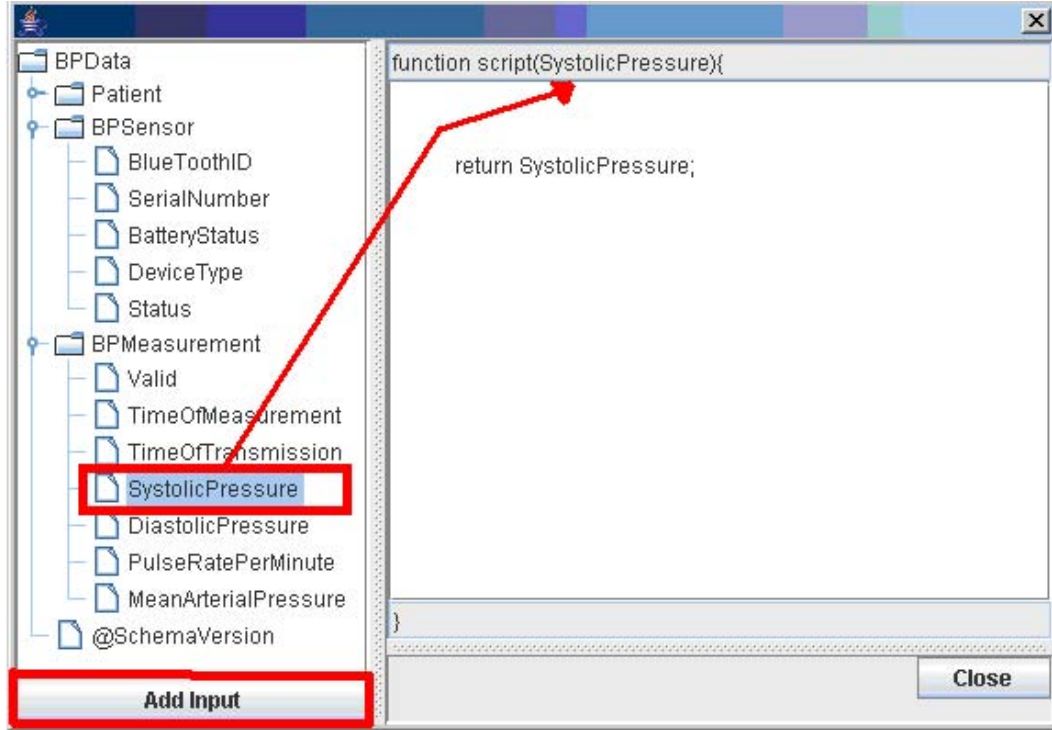 BPData
Patient
BPSensor
BlueToothID
SerialNumber
BatteryStatus
DeviceType
Status
BPMeasurement
Valid
TimeOfMeasurement
TimeOfTransmission
SystolicPressure
DiastolicPressure
PulseRatePerMinute
MeanArterialPressure
@SchemaVersion
Add Input
function script(SystolicPressure){
return SystolicPressure;
}
Close